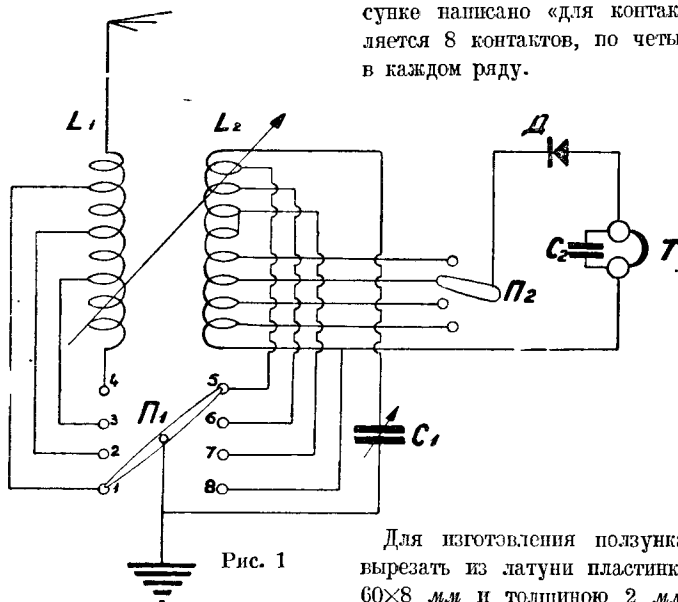 сунке написано «для контак
ляется 8 контактов, по четы
в каждом ряду.
L1
L2
Д
C2
Т
П2
4
5
3
П1
6
2
7
C1
1
8
Рис. 1
Для изготовления ползунка
вырезать из латуни пластинк
60×8 мм и толщиною 2 мм